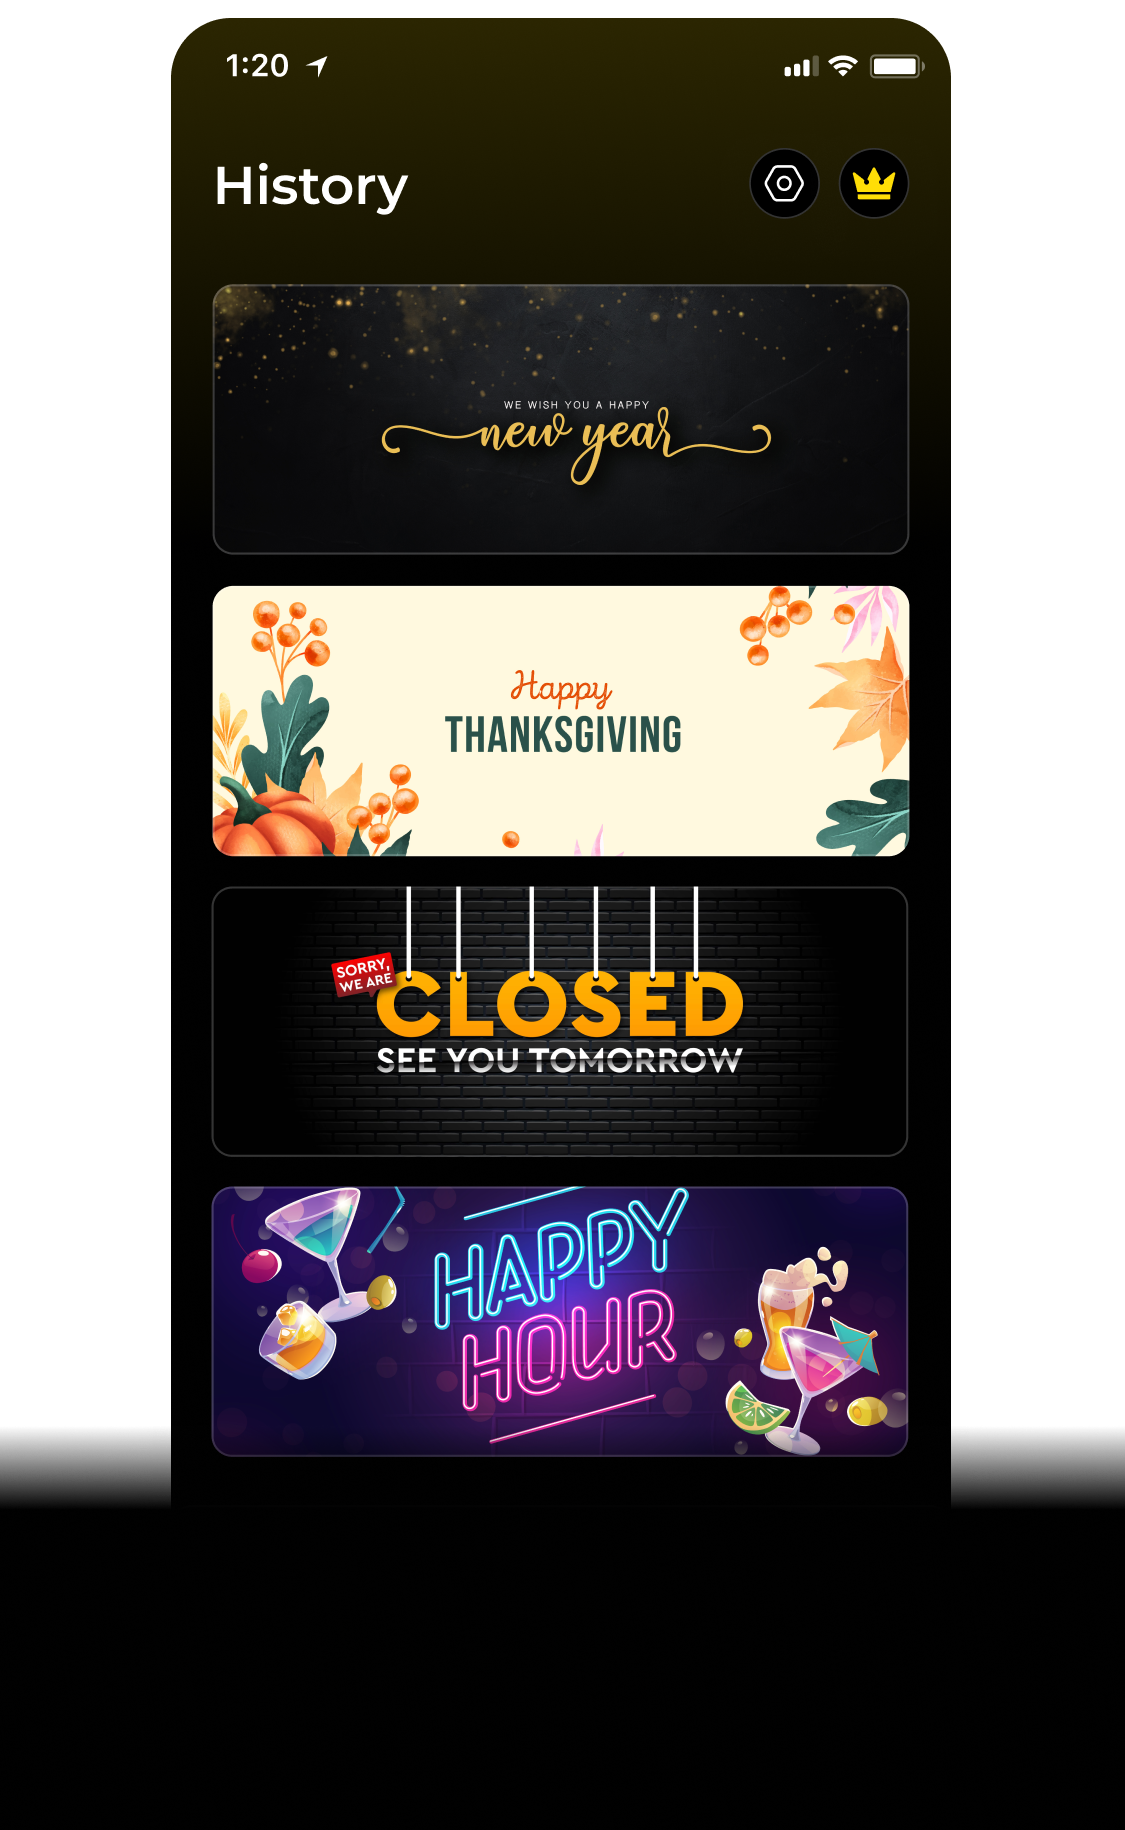 1:20
History
WE WISH YOU A HAPPY
new year
Happy
THANKSGIVING
SORRY,
WE ARE
CLOSED
SEE YOU TOMORROW
HAPPY
HOUR